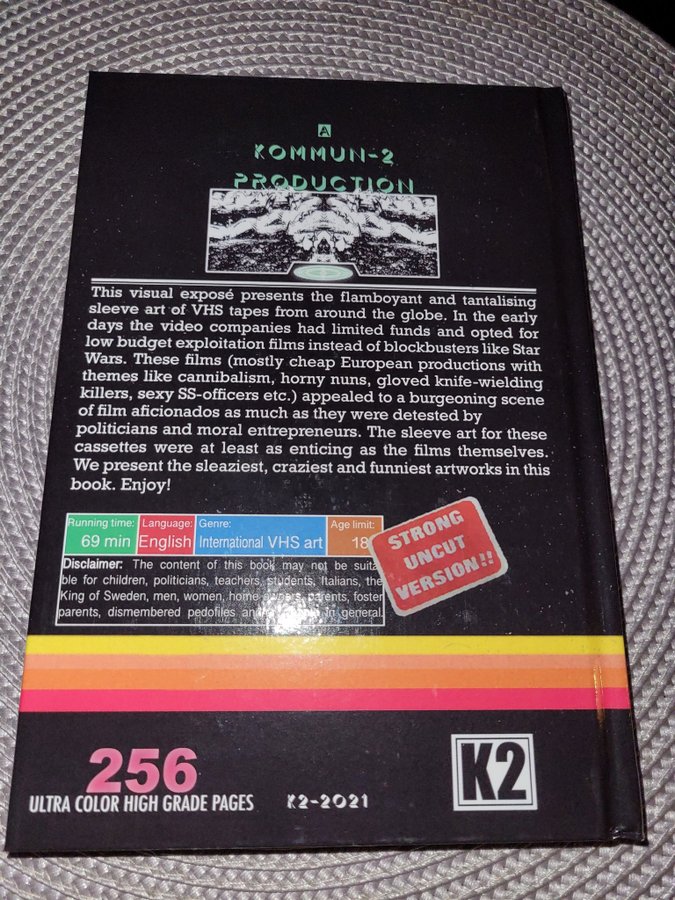 A
KOMMUN-2
PRODUCTION
This visual exposé presents the flamboyant and tantalising
sleeve art of VHS tapes from around the globe. In the early
days the video companies had limited funds and opted for
low budget exploitation films instead of blockbusters like Star
Wars. These films (mostly cheap European productions with
themes like cannibalism, horny nuns, gloved knife-wielding
killers, sexy SS-officers etc.) appealed to a burgeoning scene
of film aficionados as much as they were detested by
politicians and moral entrepreneurs. The sleeve art for these
cassettes were at least as enticing as the films themselves.
We present the sleaziest, craziest and funniest artworks in this
book. Enjoy!
Running time: Language: Genre: Age limit:
69 min English International VHS art 18
STRONG
UNCUT
VERSION!!
Disclaimer: The content of this book may not be suita
ble for children, politicians, teachers, students, Italians, the
King of Sweden, men, women, home owners, parents, foster
parents, dismembered pedofiles and in general.
256
ULTRA COLOR HIGH GRADE PAGES
K2-2021
K2